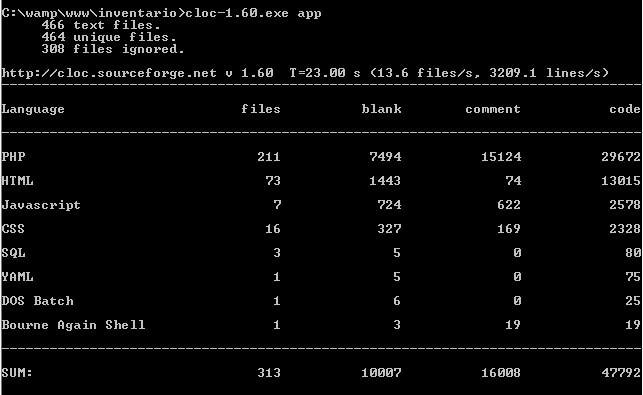 C:\wamp\www\inventario>cloc-1.60.exe app
466 text files.
464 unique files.
308 files ignored.
http://cloc.sourceforge.net v 1.60  T=23.00 s (13.6 files/s, 3209.1 lines/s)
Language files blank comment code
PHP 211 7494 15124 29672
HTML 73 1443 74 13015
Javascript 7 724 622 2578
CSS 16 327 169 2328
SQL 3 5 0 80
YAML 1 5 0 75
DOS Batch 1 6 0 25
Bourne Again Shell 1 3 19 19
SUM: 313 10007 16008 47792